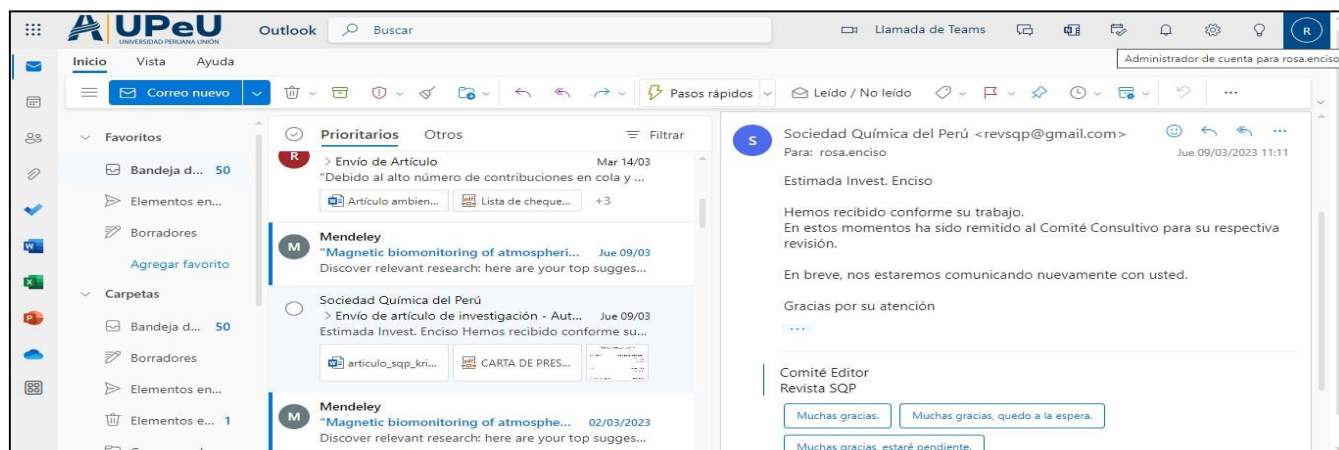 UPeU
UNIVERSIDAD PERUANA UNIÓN
Outlook
Buscar
Llamada de Teams
R
Administrador de cuenta para rosa.enciso
Inicio Vista Ayuda
Correo nuevo
Pasos rápidos
Leído / No leído
Favoritos
Bandeja d... 50
Elementos en...
Borradores
Agregar favorito
Carpetas
Bandeja d... 50
Borradores
Elementos en...
Elementos e... 1
Prioritarios Otros Filtrar
R
> Envío de Artículo Mar 14/03
"Debido al alto número de contribuciones en cola y ...
Artículo ambien... Lista de cheque... +3
M
Mendeley
"Magnetic biomonitoring of atmospheri... Jue 09/03
Discover relevant research: here are your top sugges...
Sociedad Química del Perú
> Envío de artículo de investigación - Aut... Jue 09/03
Estimada Invest. Enciso Hemos recibido conforme su...
articulo_sqp_kri... CARTA DE PRES...
M
Mendeley
"Magnetic biomonitoring of atmosphe... 02/03/2023
Discover relevant research: here are your top sugges...
S
Sociedad Química del Perú <revsqp@gmail.com>
Para: rosa.enciso Jue 09/03/2023 11:11
Estimada Invest. Enciso
Hemos recibido conforme su trabajo.
En estos momentos ha sido remitido al Comité Consultivo para su respectiva
revisión.
En breve, nos estaremos comunicando nuevamente con usted.
Gracias por su atención
...
Comité Editor
Revista SQP
Muchas gracias. Muchas gracias, quedo a la espera.
Muchas gracias, estaré pendiente.